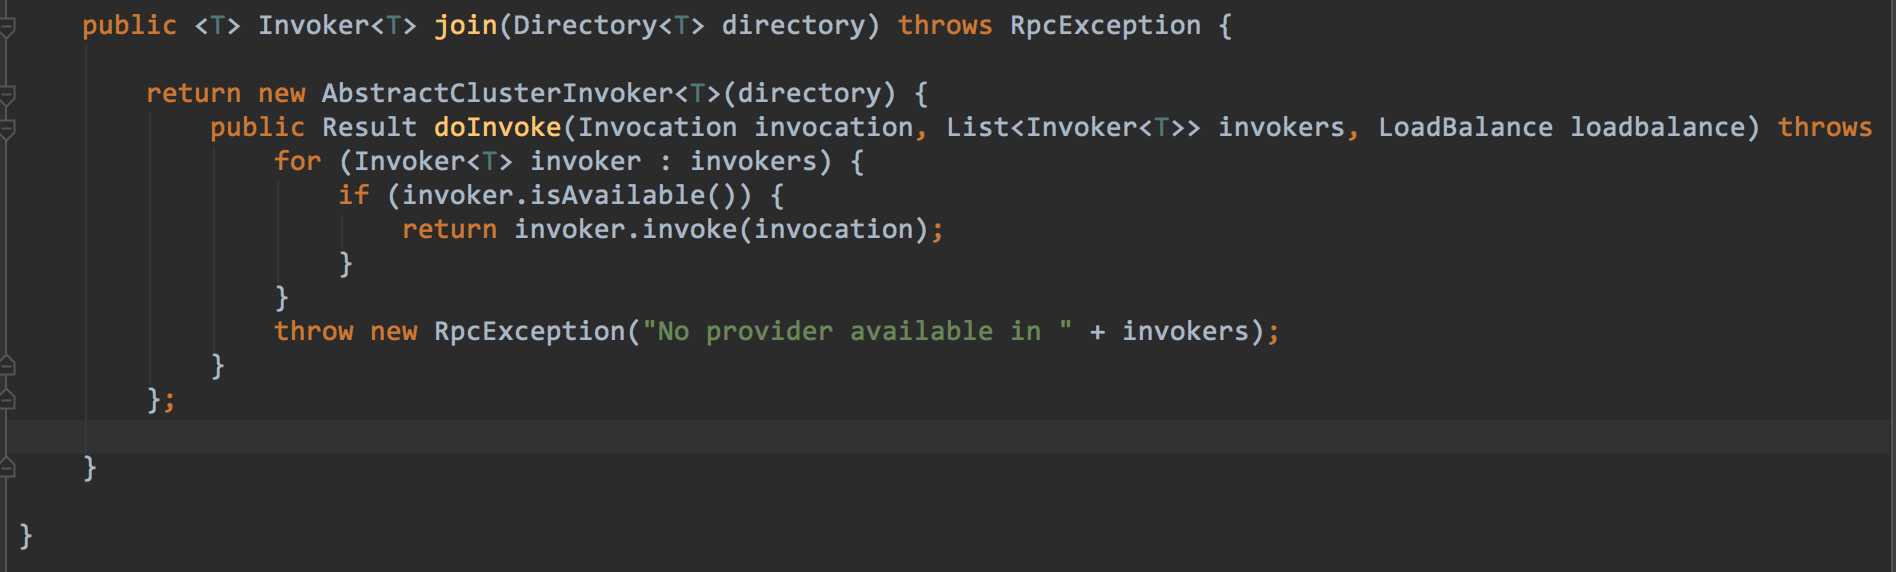 public <T> Invoker<T> join(Directory<T> directory) throws RpcException {
return new AbstractClusterInvoker<T>(directory) {
public Result doInvoke(Invocation invocation, List<Invoker<T>> invokers, LoadBalance loadbalance) throws
for (Invoker<T> invoker : invokers) {
if (invoker.isAvailable()) {
return invoker.invoke(invocation);
}
}
throw new RpcException("No provider available in " + invokers);
}
};
}
}